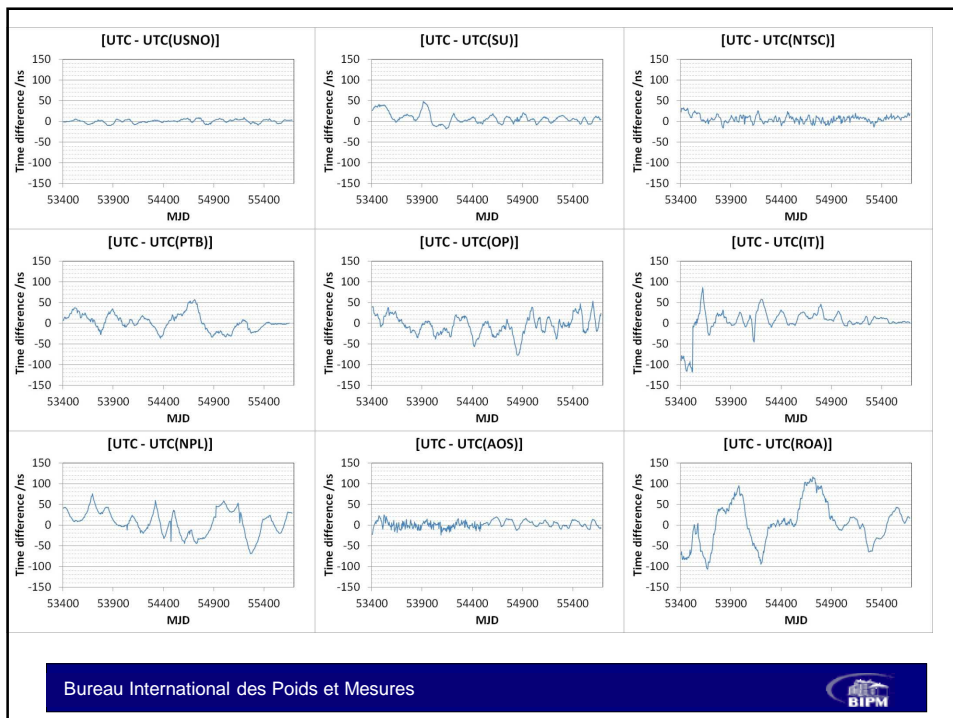 [UTC - UTC(USNO)]
Time difference /ns
150
100
50
0
-50
-100
-150
53400 53900 54400 54900 55400
MJD
[UTC - UTC(SU)]
Time difference /ns
150
100
50
0
-50
-100
-150
53400 53900 54400 54900 55400
MJD
[UTC - UTC(NTSC)]
Time difference /ns
150
100
50
0
-50
-100
-150
53400 53900 54400 54900 55400
MJD
[UTC - UTC(PTB)]
Time difference /ns
150
100
50
0
-50
-100
-150
53400 53900 54400 54900 55400
MJD
[UTC - UTC(OP)]
Time difference /ns
150
100
50
0
-50
-100
-150
53400 53900 54400 54900 55400
MJD
[UTC - UTC(IT)]
Time difference /ns
150
100
50
0
-50
-100
-150
53400 53900 54400 54900 55400
MJD
[UTC - UTC(NPL)]
Time difference /ns
150
100
50
0
-50
-100
-150
53400 53900 54400 54900 55400
MJD
[UTC - UTC(AOS)]
Time difference /ns
150
100
50
0
-50
-100
-150
53400 53900 54400 54900 55400
MJD
[UTC - UTC(ROA)]
Time difference /ns
150
100
50
0
-50
-100
-150
53400 53900 54400 54900 55400
MJD
Bureau International des Poids et Mesures
BIPM